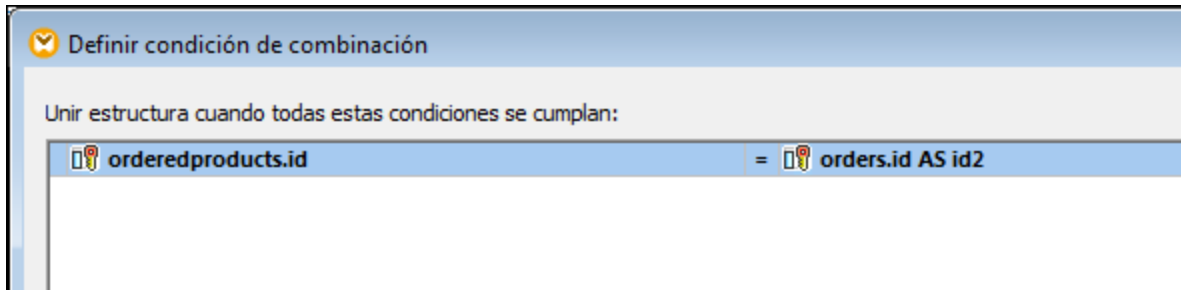 Definir condición de combinación
Unir estructura cuando todas estas condiciones se cumplan:
orderedproducts.id = orders.id AS id2